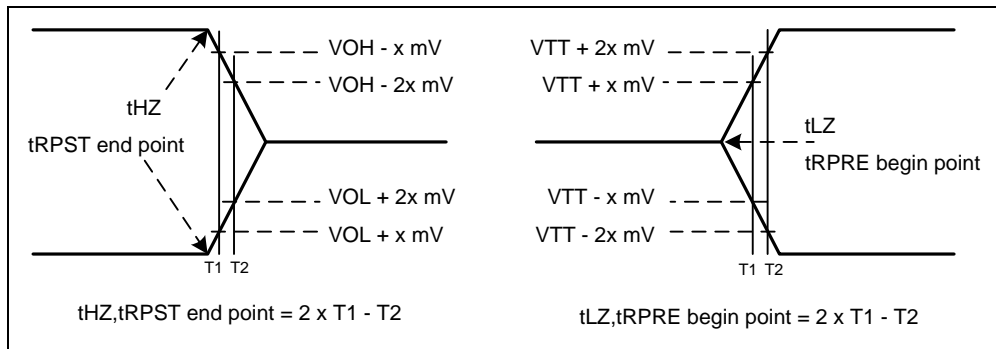 VOH - x mV
VOH - 2x mV
tHZ
tRPST end point
VOL + 2x mV
VOL + x mV
T1 T2
tHZ,tRPST end point = 2 x T1 - T2
VTT + 2x mV
VTT + x mV
tLZ
tRPRE begin point
VTT - x mV
VTT - 2x mV
T1 T2
tLZ,tRPRE begin point = 2 x T1 - T2